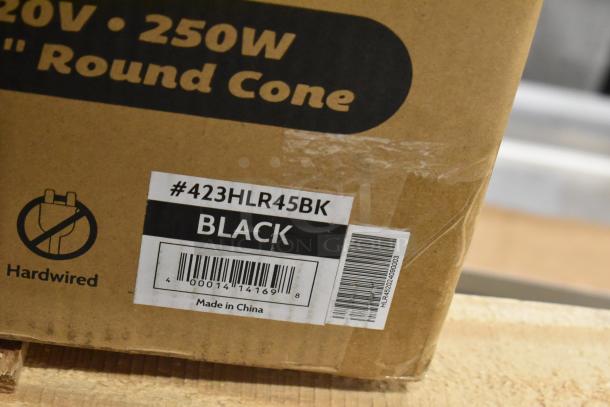 20V • 250W
" Round Cone
#423HLR45BK
BLACK
4 00014 14169 8
Made in China
Hardwired